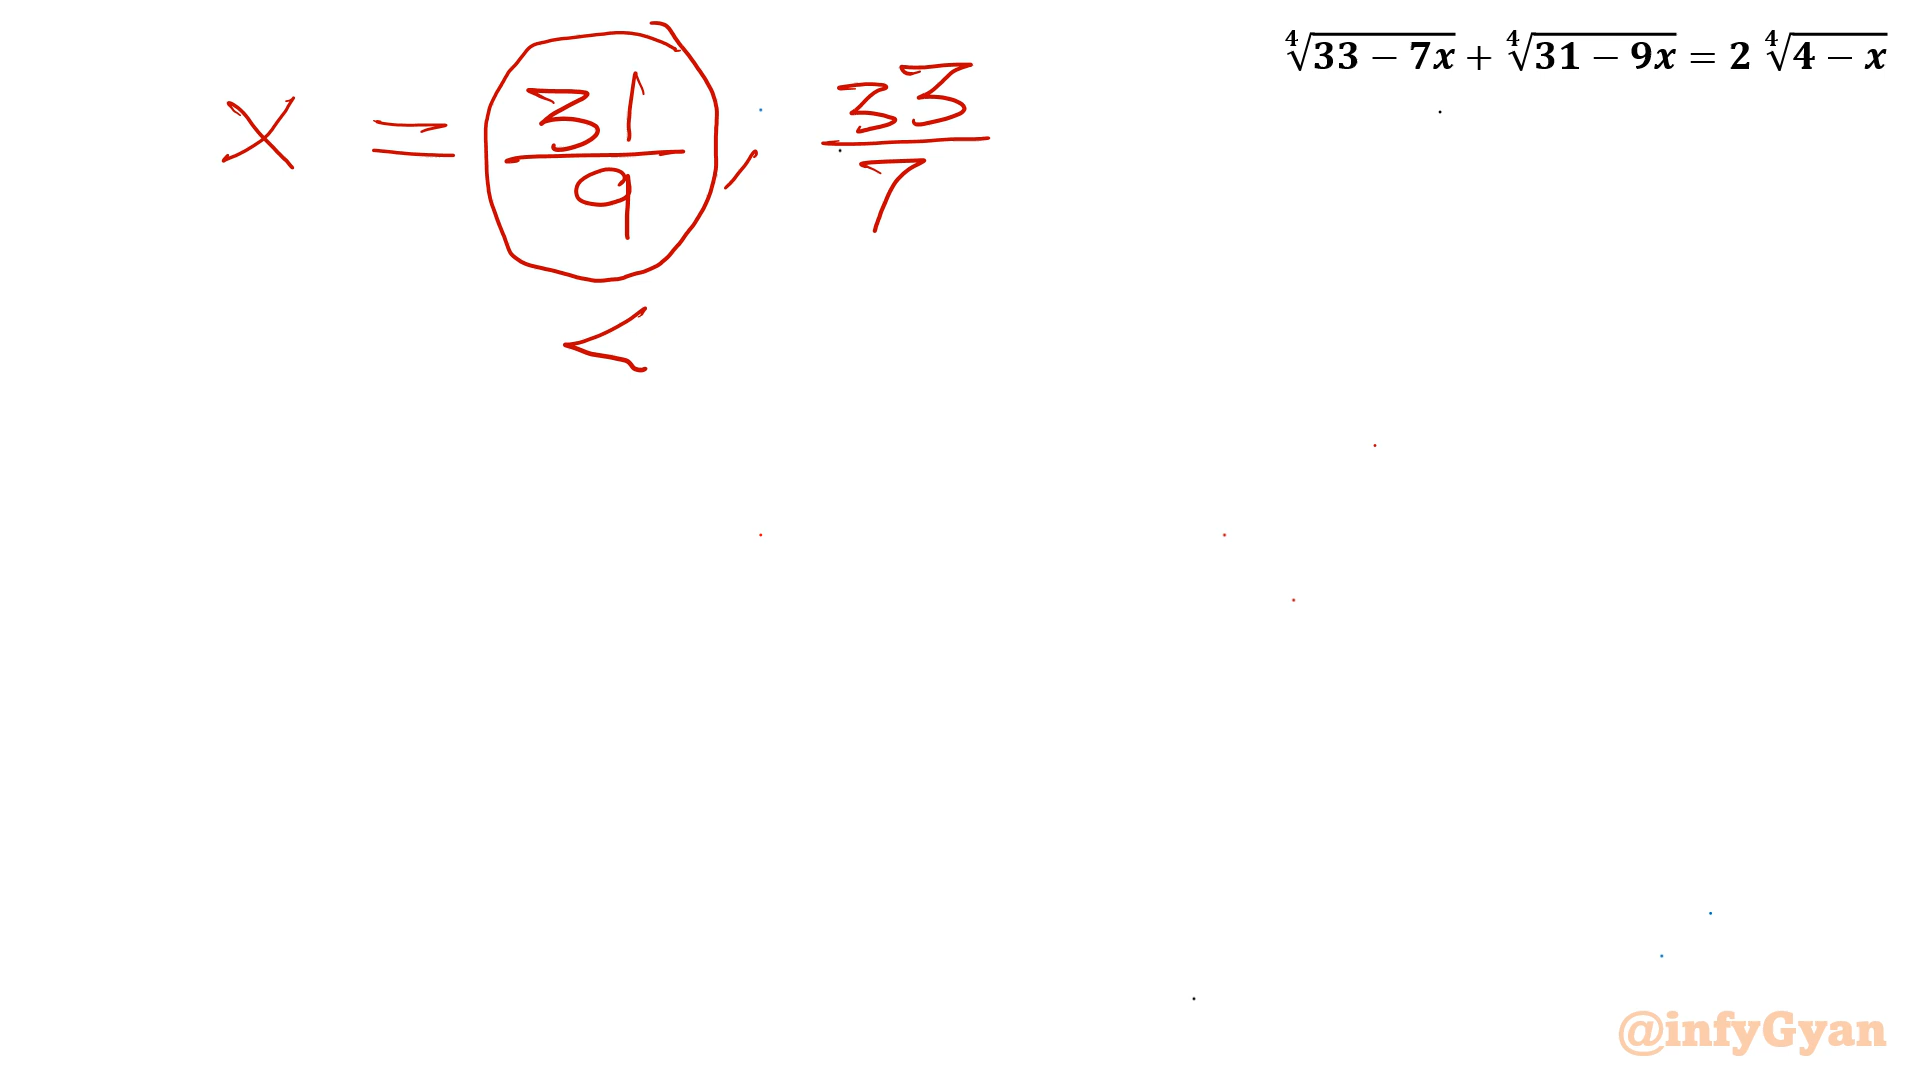 ∜(33 − 7x) + ∜(31 − 9x) = 2 ∜(4 − x)
x = 31/9 , 33/7
<
@infyGyan